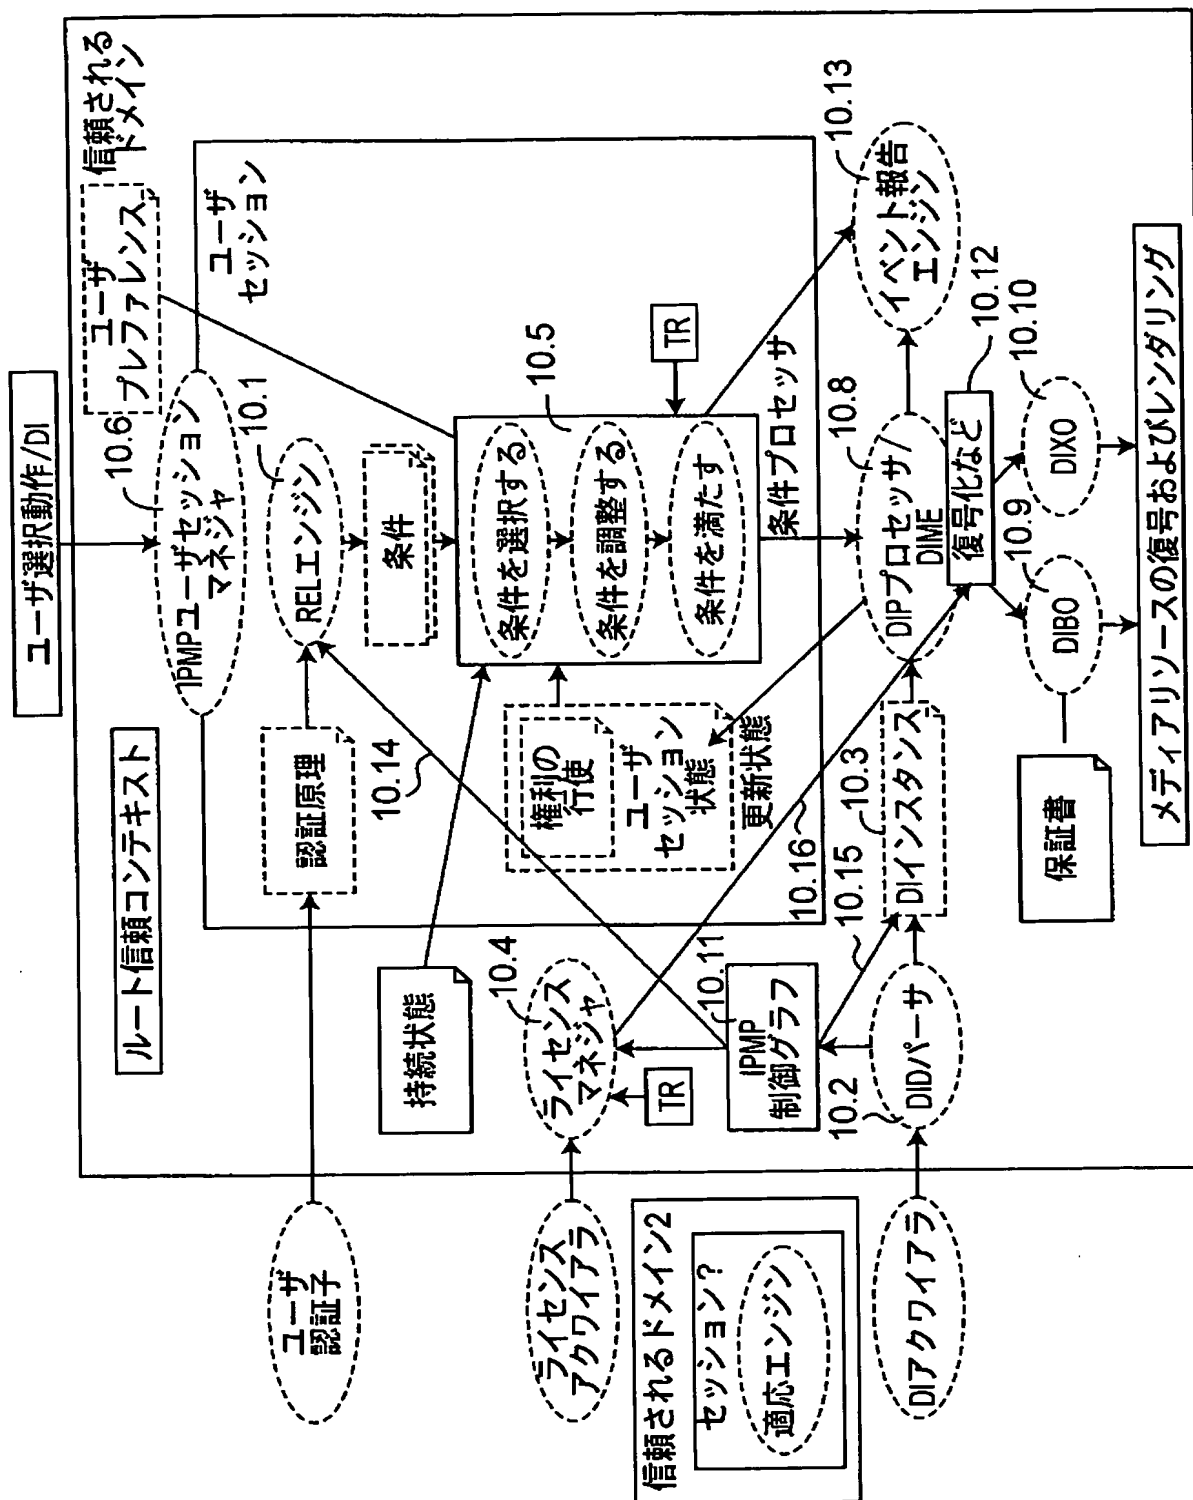 ユーザ選択動作/DI
信頼される
ドメイン
ルート信頼コンテキスト
10.6
IPMPユーザセッション
マネジャ
ユーザ
プレファレンス
ユーザ
セッション
ユーザ
認証子
認証原理
10.1
RELエンジン
10.14
条件
持続状態
10.5
条件を選択する
条件を調整する
条件を満たす
TR
条件プロセッサ
権利の
行使
ユーザ
セッション
状態
更新状態
ライセンス
アクワイアラ
10.4
ライセンス
マネジャ
TR
10.11
IPMP
制御グラフ
10.16
10.15
10.3
DIインスタンス
10.8
DIPプロセッサ/
DIME
10.13
イベント報告
エンジン
信頼されるドメイン2
セッション?
適応エンジン
DIアクワイアラ
10.2
DIDパーサ
10.12
復号化など
10.9
DIBO
10.10
DIXO
保証書
メディアリソースの復号およびレンダリング